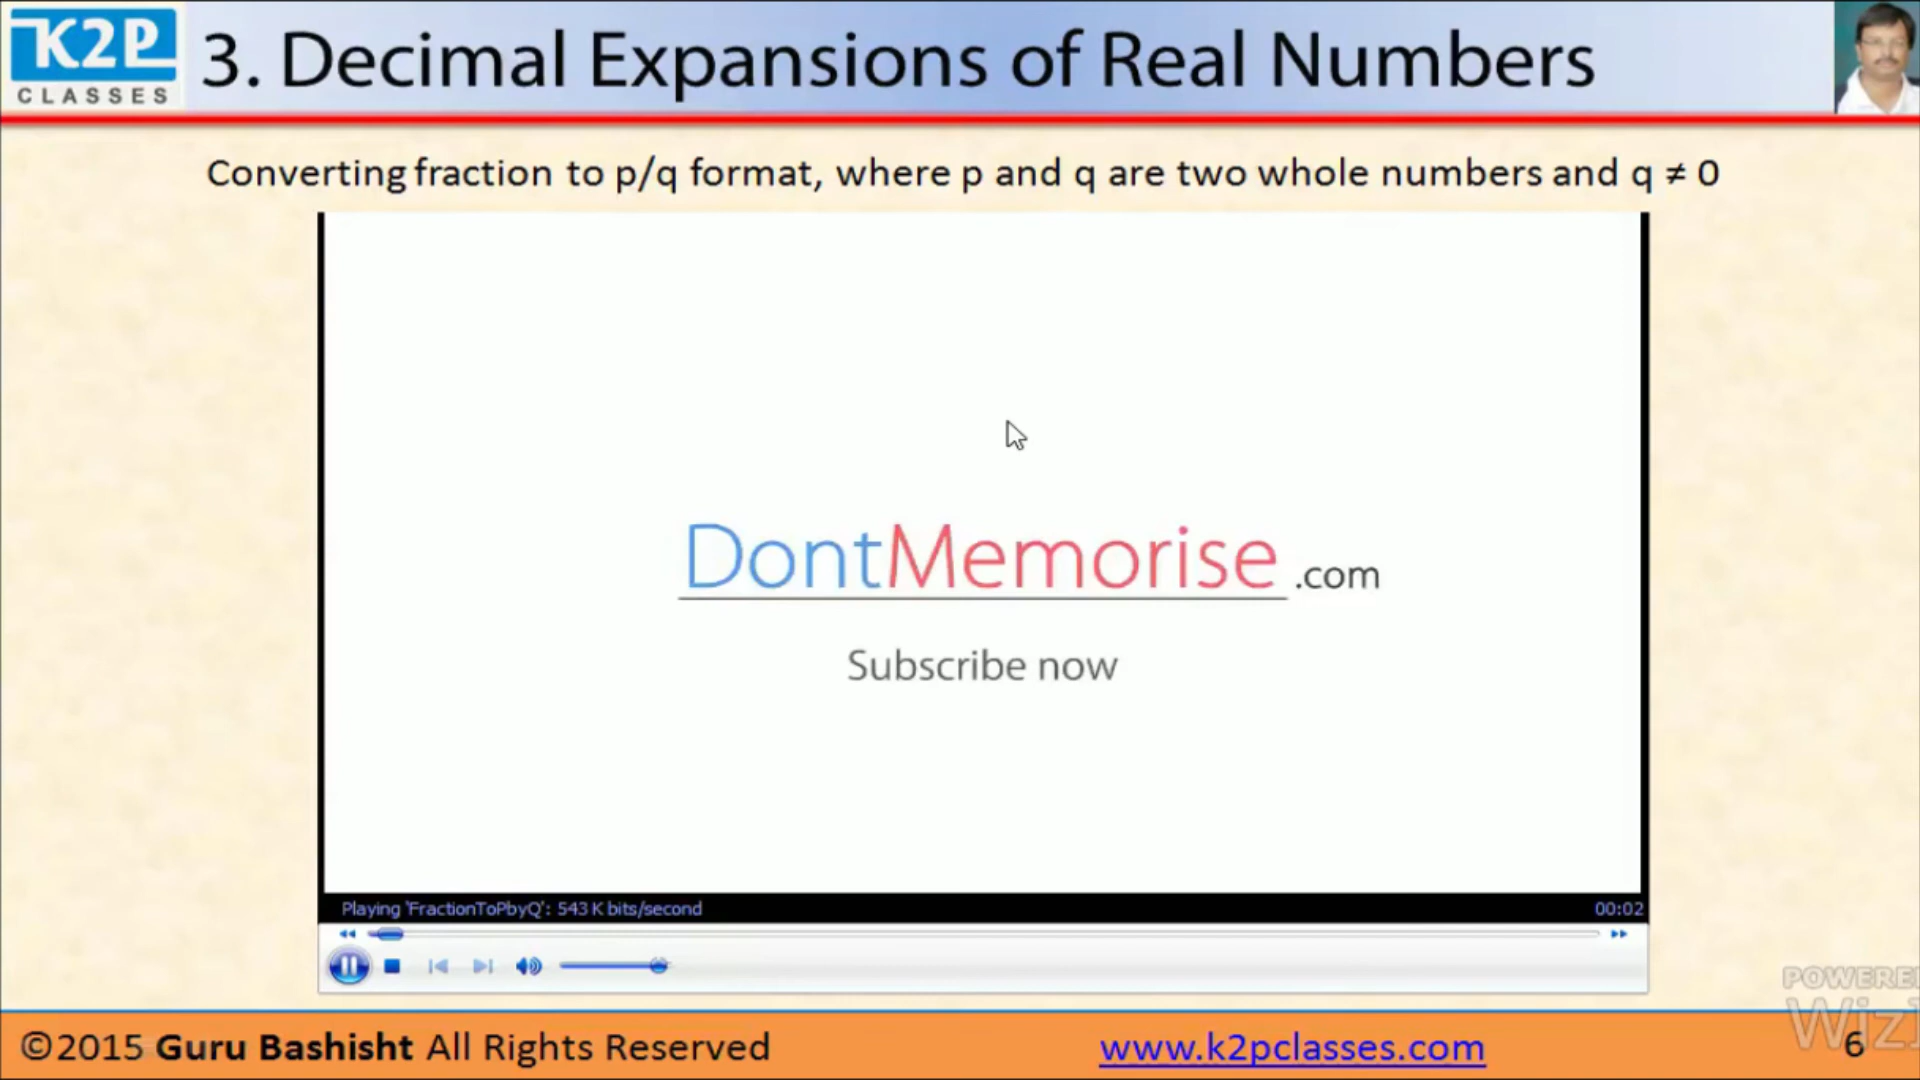 K2P
CLASSES
3. Decimal Expansions of Real Numbers
Converting fraction to p/q format, where p and q are two whole numbers and q ≠ 0
DontMemorise.com
Subscribe now
Playing 'FractionToPbyQ': 543 K bits/second
00:02
POWERE
WizI
©2015 Guru Bashisht All Rights Reserved
www.k2pclasses.com
6